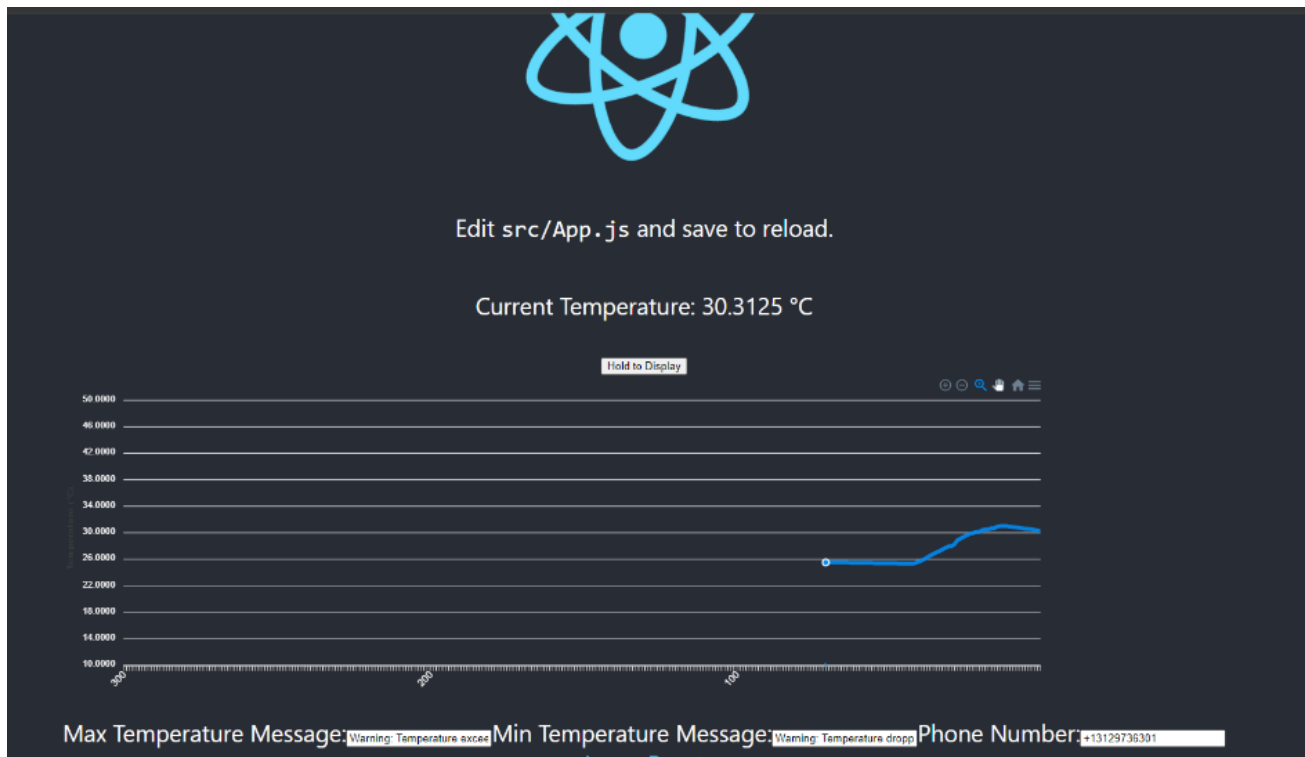 Edit src/App.js and save to reload.
Current Temperature: 30.3125 °C
Hold to Display
50.0000
46.0000
42.0000
38.0000
34.0000
30.0000
26.0000
22.0000
18.0000
14.0000
10.0000
300 200 100
Max Temperature Message: Warning: Temperature excee Min Temperature Message: Warning: Temperature dropp Phone Number: +13129736301